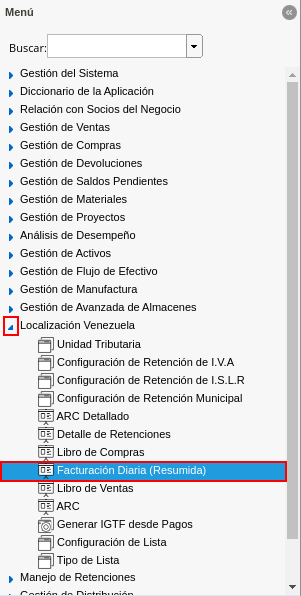 Menú
Buscar:
Gestión del Sistema
Diccionario de la Aplicación
Relación con Socios del Negocio
Gestión de Ventas
Gestión de Compras
Gestión de Devoluciones
Gestión de Saldos Pendientes
Gestión de Materiales
Gestión de Proyectos
Análisis de Desempeño
Gestión de Activos
Gestión de Flujo de Efectivo
Gestión de Manufactura
Gestión de Avanzada de Almacenes
Localización Venezuela
Unidad Tributaria
Configuración de Retención de I.V.A
Configuración de Retención de I.S.L.R
Configuración de Retención Municipal
ARC Detallado
Detalle de Retenciones
Libro de Compras
Facturación Diaria (Resumida)
Libro de Ventas
ARC
Generar IGTF desde Pagos
Configuración de Lista
Tipo de Lista
Manejo de Retenciones
Gestión de Distribución